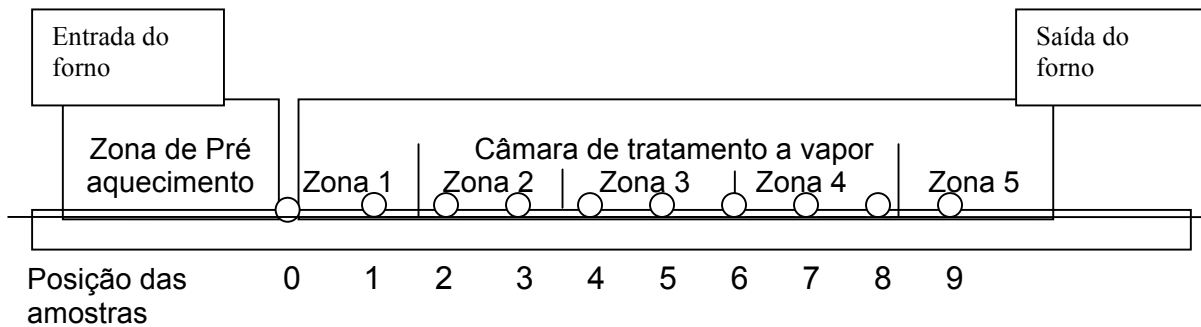 Entrada do
forno
Saída do
forno
Zona de Pré
aquecimento
Câmara de tratamento a vapor
Zona 1
Zona 2
Zona 3
Zona 4
Zona 5
Posição das
amostras
0 1 2 3 4 5 6 7 8 9